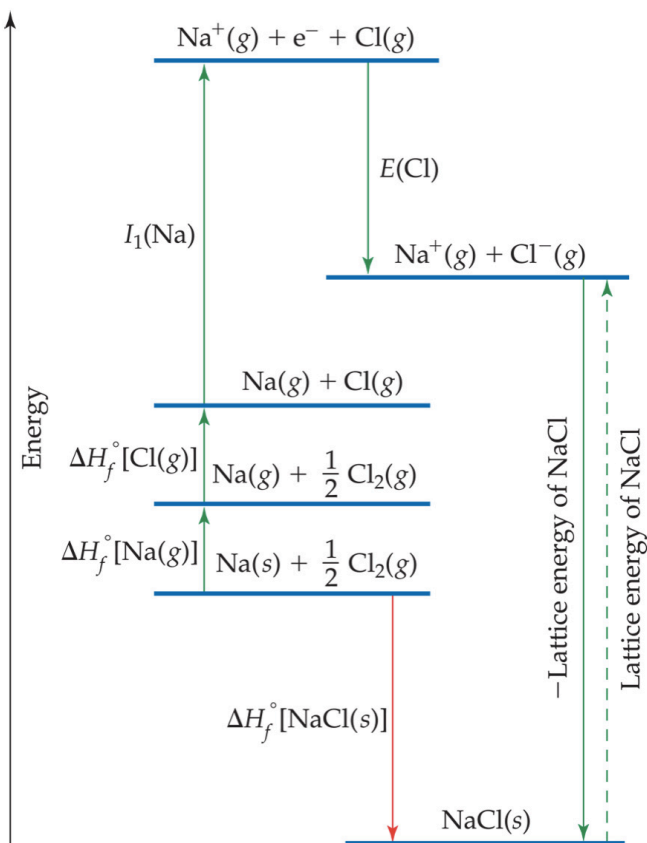 Na⁺(g) + e⁻ + Cl(g)
E(Cl)
I₁(Na)
Na⁺(g) + Cl⁻(g)
Na(g) + Cl(g)
ΔH°f[Cl(g)]
Na(g) + 1/2 Cl₂(g)
ΔH°f[Na(g)]
Na(s) + 1/2 Cl₂(g)
ΔH°f[NaCl(s)]
NaCl(s)
Energy
−Lattice energy of NaCl
Lattice energy of NaCl